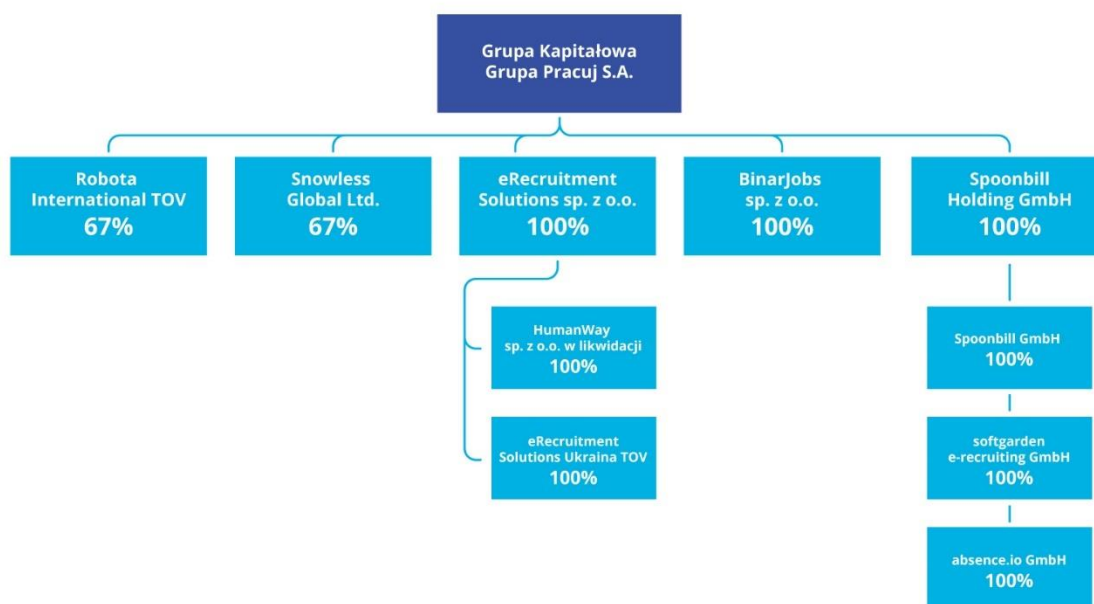 Grupa Kapitałowa
Grupa Pracuj S.A.
Robota
International TOV
67%
Snowless
Global Ltd.
67%
eRecruitment
Solutions sp. z o.o.
100%
BinarJobs
sp. z o.o.
100%
Spoonbill
Holding GmbH
100%
HumanWay
sp. z o.o. w likwidacji
100%
eRecruitment
Solutions Ukraina TOV
100%
Spoonbill GmbH
100%
softgarden
e-recruiting GmbH
100%
absence.io GmbH
100%